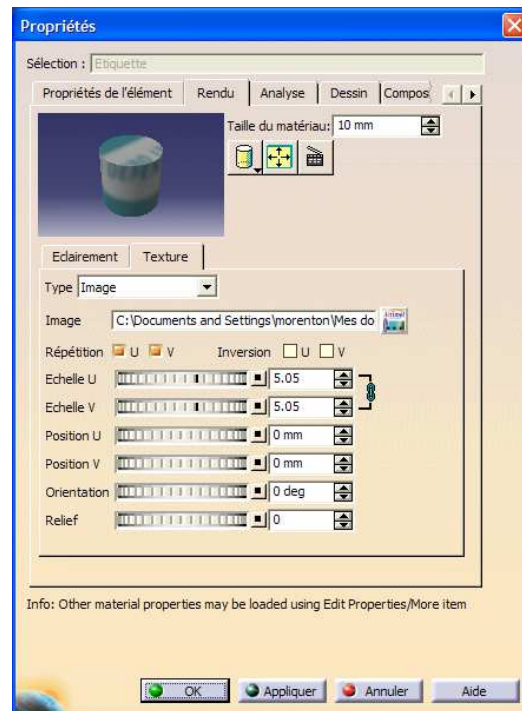 Propriétés
Sélection : Etiquette
Propriétés de l'élément Rendu Analyse Dessin Compos
Taille du matériau: 10 mm
Eclairement Texture
Type Image
Image C:\Documents and Settings\morenton\Mes do
Répétition U V Inversion U V
Echelle U 5.05
Echelle V 5.05
Position U 0 mm
Position V 0 mm
Orientation 0 deg
Relief 0
Info: Other material properties may be loaded using Edit Properties/More item
OK Appliquer Annuler Aide